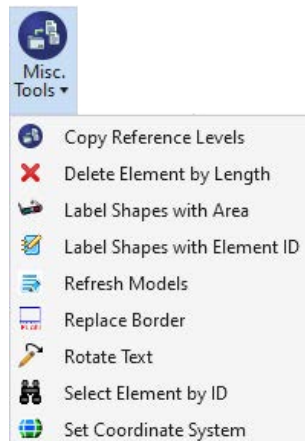 Misc.
Tools ▾
Copy Reference Levels
Delete Element by Length
Label Shapes with Area
Label Shapes with Element ID
Refresh Models
Replace Border
Rotate Text
Select Element by ID
Set Coordinate System